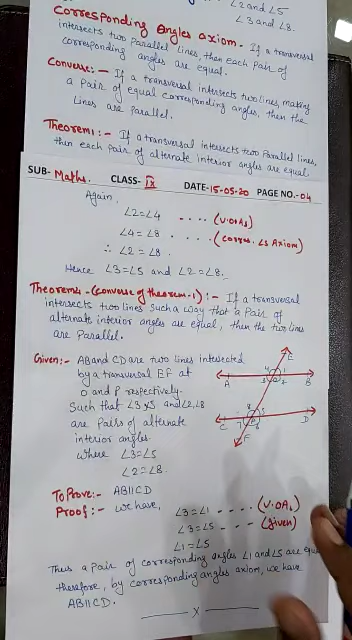 ∠2 and ∠5
∠3 and ∠8.
Corresponding Angles axiom - If a transversal
intersects two Parallel Lines, then each Pair of
corresponding angles are equal.
Converse:- If a transversal intersects two lines, making
a pair of equal corresponding angles, then the
Lines are parallel.
Theorem1:- If a transversal intersects two Parallel lines,
then each pair of alternate interior angles are equal
SUB- Maths. CLASS- IX DATE-15-05-20 PAGE NO.-04
Again,
∠2=∠4 .... (V.OAs)
∠4=∠8 .... (corres. ∠s Axiom)
∴ ∠2=∠8.
Hence ∠3=∠5 and ∠2=∠8.
(converse of theorem-1):- If a transversal
intersects two lines such a way that a Pair of
alternate interior angles are equal, then the two lines
are Parallel.
Given:- AB and CD are two lines intersected
by a transversal EF at
O and P respectively.
Such that ∠3,∠5 and ∠2,∠8
are Pairs of alternate
interior angles.
where ∠3=∠5
∠2=∠8.
E
A B
C D
F
To Prove:- AB||CD
Proof:- we have,
∠3=∠1 .... (V.OAs)
∠3=∠5 - - - (given)
∠1=∠5
Thus a pair of corresponding angles ∠1 and ∠5 are
therefore, by corresponding angles axiom, we have
AB||CD.
X